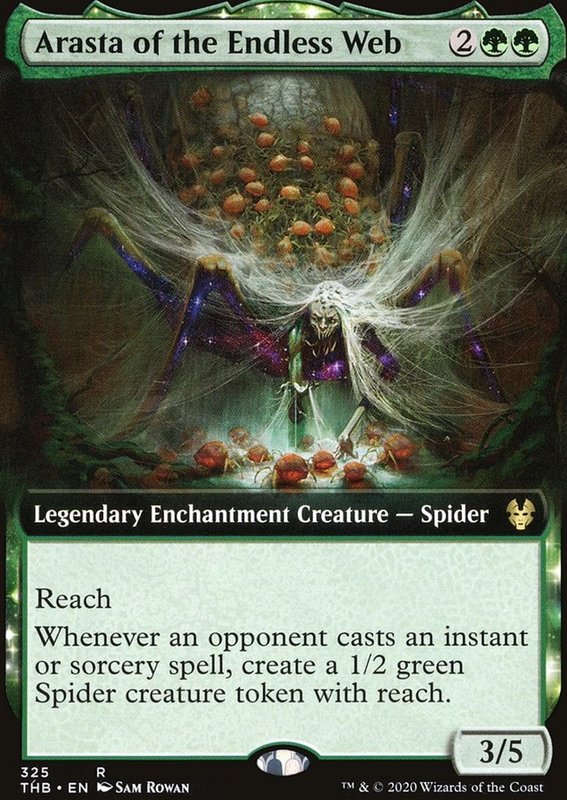 Arasta of the Endless Web 2
Legendary Enchantment Creature — Spider
Reach
Whenever an opponent casts an instant
or sorcery spell, create a 1/2 green
Spider creature token with reach.
3/5
325 R
THB • EN Sam Rowan
™ & © 2020 Wizards of the Coast